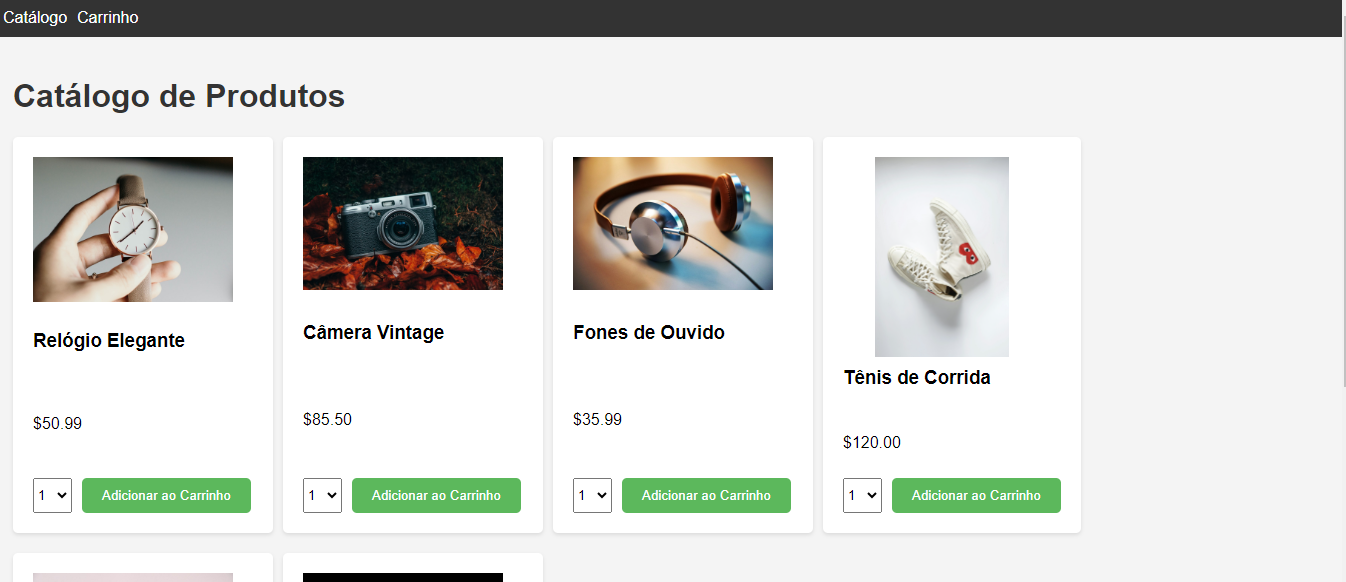 Catálogo Carrinho
Catálogo de Produtos
Relógio Elegante
$50.99
1 Adicionar ao Carrinho
Câmera Vintage
$85.50
1 Adicionar ao Carrinho
Fones de Ouvido
$35.99
1 Adicionar ao Carrinho
Tênis de Corrida
$120.00
1 Adicionar ao Carrinho